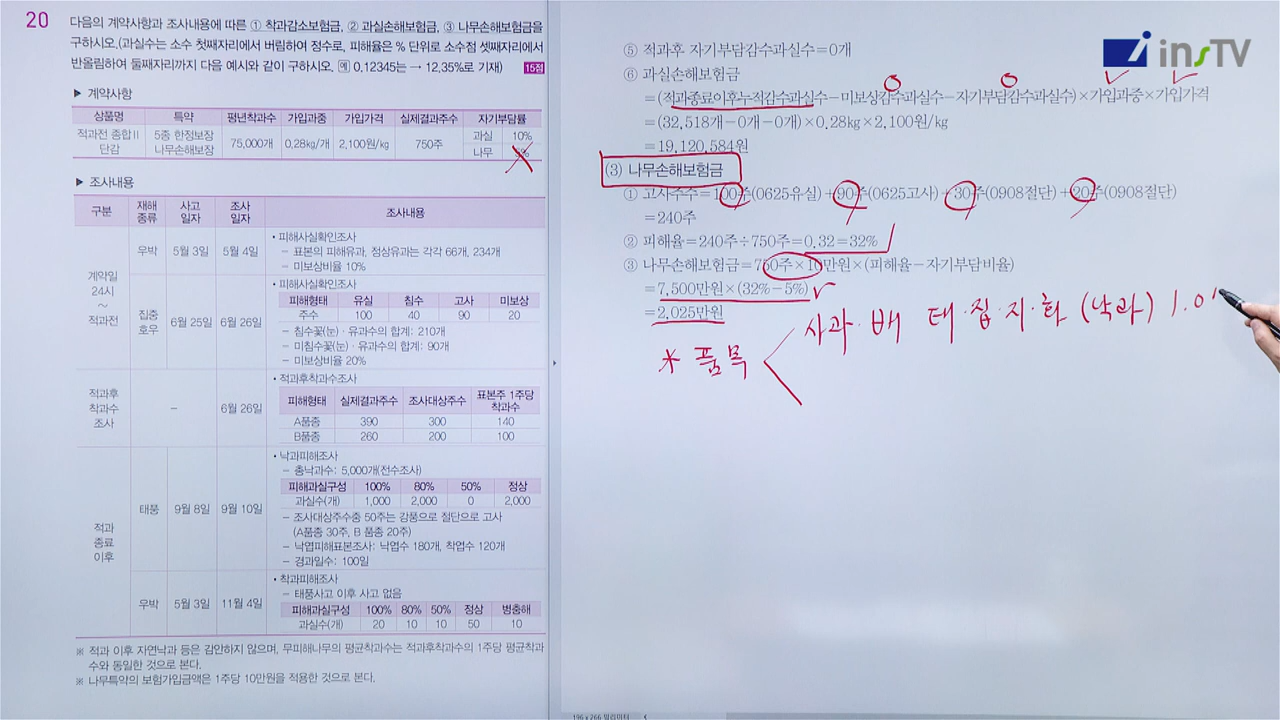 20 다음의 계약사항과 조사내용에 따른 ① 착과감소보험금, ② 과실손해보험금, ③ 나무손해보험금을
구하시오.(과실수는 소수 첫째자리에서 버림하여 정수로, 피해율은 % 단위로 소수점 셋째자리에서
반올림하여 둘째자리까지 다음 예시와 같이 구하시오. 예 0.12345는 → 12.35%로 기재) 15점
▶ 계약사항
상품명 특약 평년착과수 가입과중 가입가격 실제결과주수 자기부담률
적과전 종합Ⅱ 단감 5종 한정보장 나무손해보장 75,000개 0.28kg/개 2,100원/kg 750주 과실 10%
나무 5%
▶ 조사내용
구분 재해종류 사고일자 조사일자 조사내용
계약일 24시 ~ 적과전
우박 5월 3일 5월 4일
• 피해사실확인조사
− 표본의 피해유과, 정상유과는 각각 66개, 234개
− 미보상비율 10%
집중호우 6월 25일 6월 26일
• 피해사실확인조사
피해형태 유실 침수 고사 미보상
주수 100 40 90 20
− 침수꽃(눈)·유과수의 합계: 210개
− 미침수꽃(눈)·유과수의 합계: 90개
− 미보상비율 20%
적과후 착과수 조사 − 6월 26일
• 적과후착과수조사
피해형태 실제결과주수 조사대상주수 표본주 1주당 착과수
A품종 390 300 140
B품종 260 200 100
적과 종료 이후
태풍 9월 8일 9월 10일
• 낙과피해조사
− 총낙과수: 5,000개(전수조사)
피해과실구성 100% 80% 50% 정상
과실수(개) 1,000 2,000 0 2,000
− 조사대상주수중 50주는 강풍으로 절단으로 고사
(A품종 30주, B 품종 20주)
− 낙엽피해표본조사: 낙엽수 180개, 착엽수 120개
− 경과일수: 100일
우박 5월 3일 11월 4일
• 착과피해조사
− 태풍사고 이후 사고 없음
피해과실구성 100% 80% 50% 정상 병충해
과실수(개) 20 10 10 50 10
※ 적과 이후 자연낙과 등은 감안하지 않으며, 무피해나무의 평균착과수는 적과후착과수의 1주당 평균착과
수와 동일한 것으로 본다.
※ 나무특약의 보험가입금액은 1주당 10만원을 적용한 것으로 본다.
⑤ 적과후 자기부담감수과실수=0개
⑥ 과실손해보험금
=(적과종료이후누적감수과실수−미보상감수과실수−자기부담감수과실수)×가입과중×가입가격
=(32,518개−0개−0개)×0.28kg×2,100원/kg
=19,120,584원
(3) 나무손해보험금
① 고사주수=100주(0625유실)+90주(0625고사)+30주(0908절단)+20주(0908절단)
=240주
② 피해율=240주÷750주=0.32=32%
③ 나무손해보험금=750주×10만원×(피해율−자기부담비율)
=7,500만원×(32%−5%)
=2,025만원
* 품목
사과·배 태·집·지·화 (낙과) 1.0
insTV
196 x 266 밀리미터